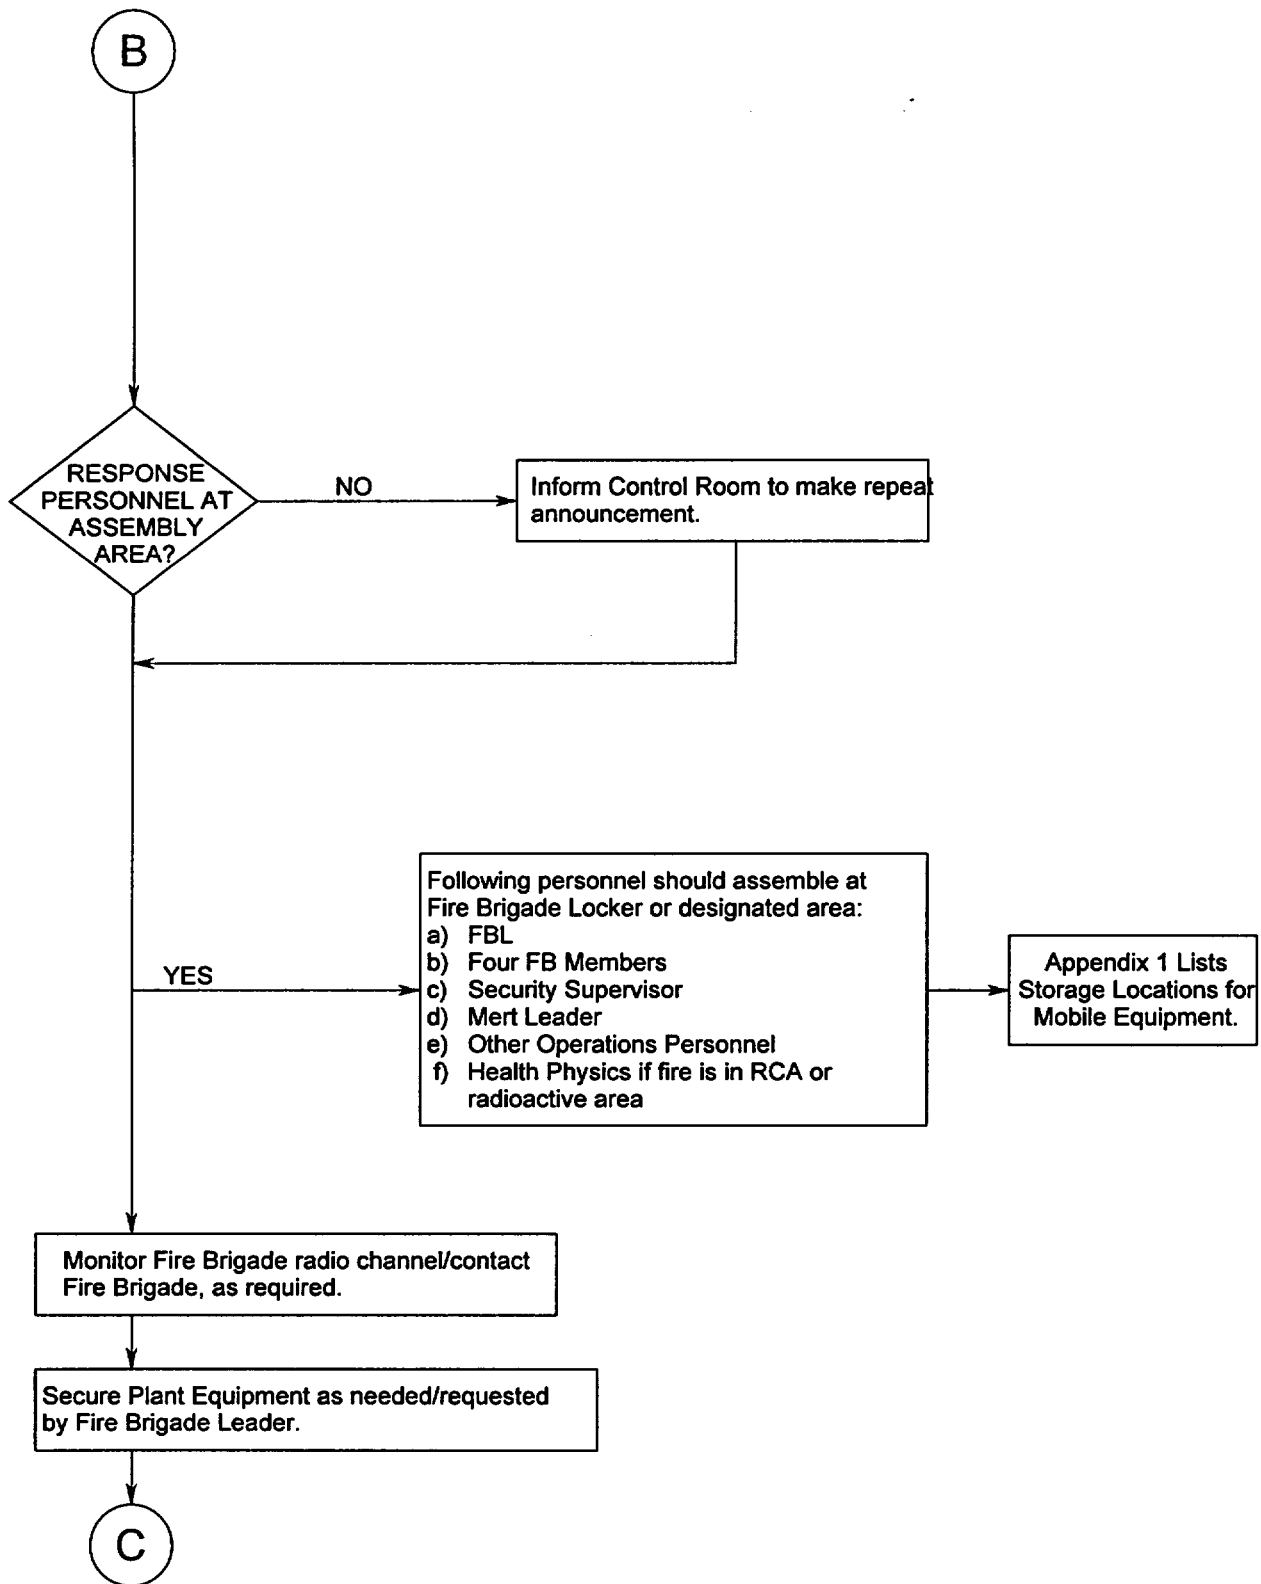 B
RESPONSE
PERSONNEL AT
ASSEMBLY
AREA?
NO
Inform Control Room to make repeat
announcement.
YES
Following personnel should assemble at
Fire Brigade Locker or designated area:
a) FBL
b) Four FB Members
c) Security Supervisor
d) Mert Leader
e) Other Operations Personnel
f) Health Physics if fire is in RCA or
radioactive area
Appendix 1 Lists
Storage Locations for
Mobile Equipment.
Monitor Fire Brigade radio channel/contact
Fire Brigade, as required.
Secure Plant Equipment as needed/requested
by Fire Brigade Leader.
C